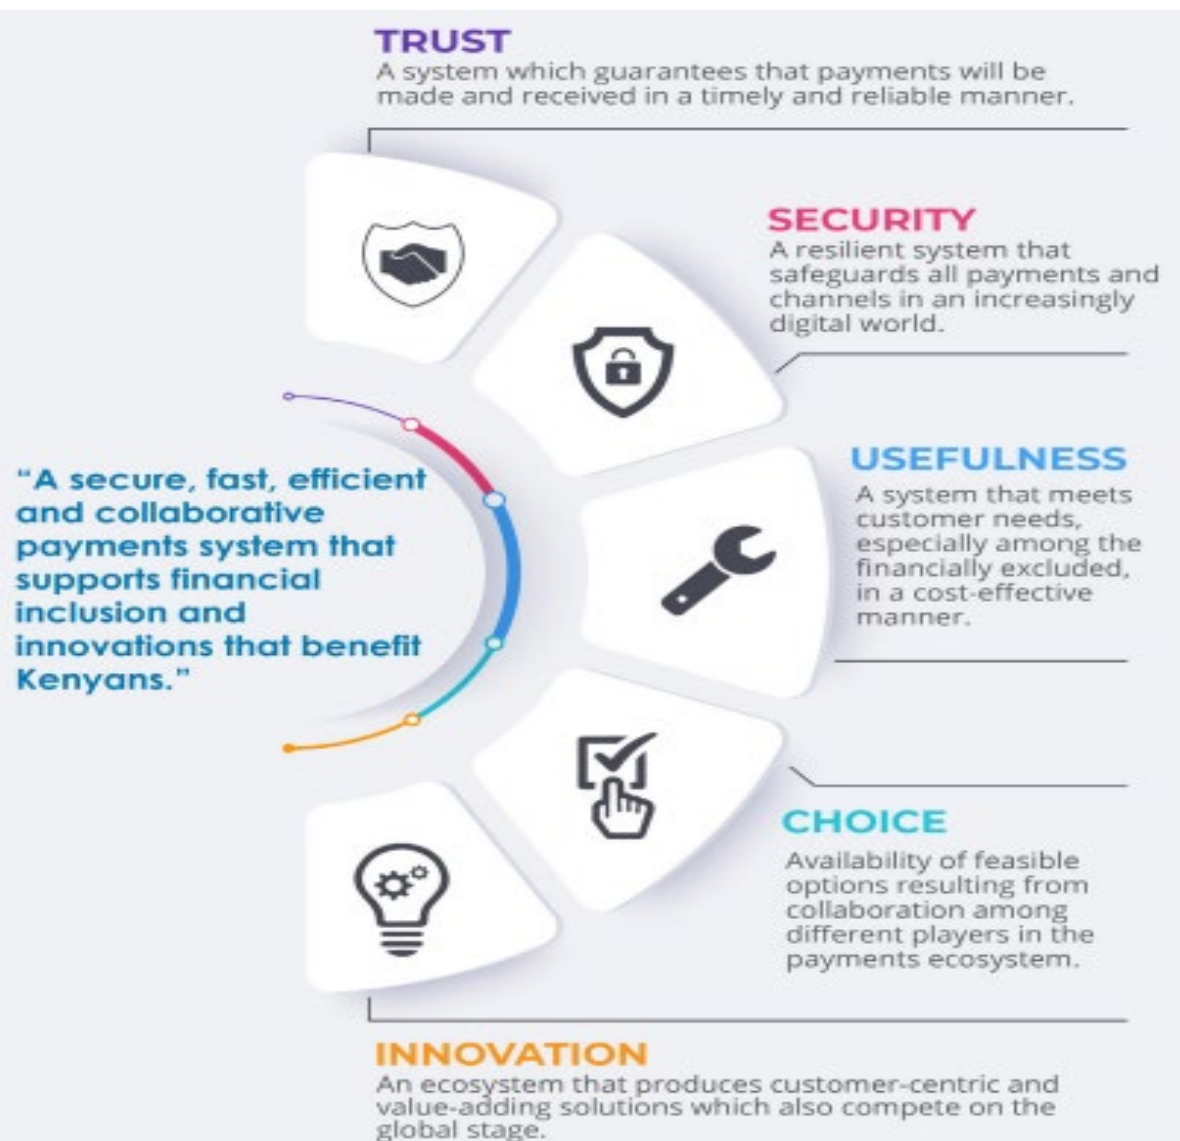 TRUST
A system which guarantees that payments will be
made and received in a timely and reliable manner.
SECURITY
A resilient system that
safeguards all payments and
channels in an increasingly
digital world.
"A secure, fast, efficient
and collaborative
payments system that
supports financial
inclusion and
innovations that benefit
Kenyans."
USEFULNESS
A system that meets
customer needs,
especially among the
financially excluded,
in a cost-effective
manner.
CHOICE
Availability of feasible
options resulting from
collaboration among
different players in the
payments ecosystem.
INNOVATION
An ecosystem that produces customer-centric and
value-adding solutions which also compete on the
global stage.